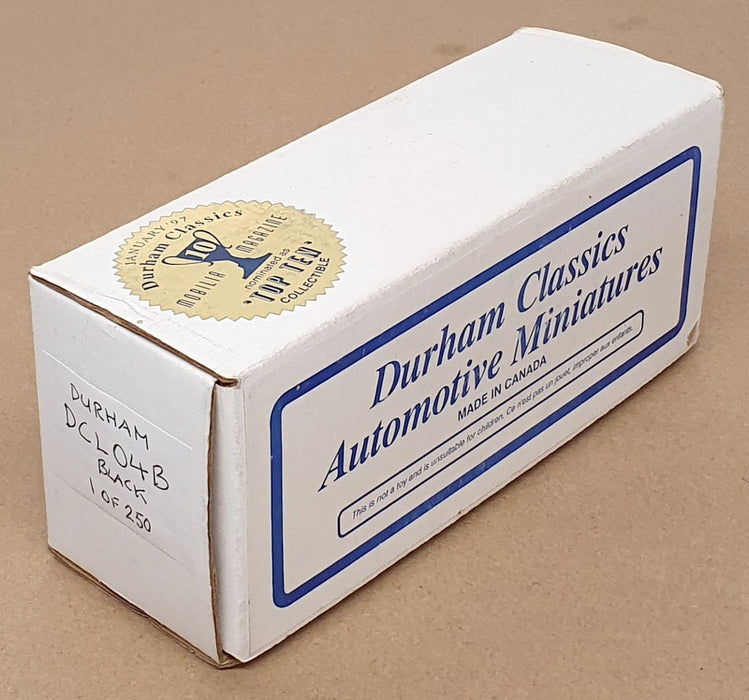 JANUARY '97
Durham Classics
10
MOBILIA MAGAZINE
nominated as
"TOP TEN"
COLLECTIBLE
DURHAM
DCL04B
BLACK
1 OF 250
Durham Classics
Automotive Miniatures
MADE IN CANADA
This is not a toy and is unsuitable for children. Ce n'est pas un jouet, improper aux enfants.